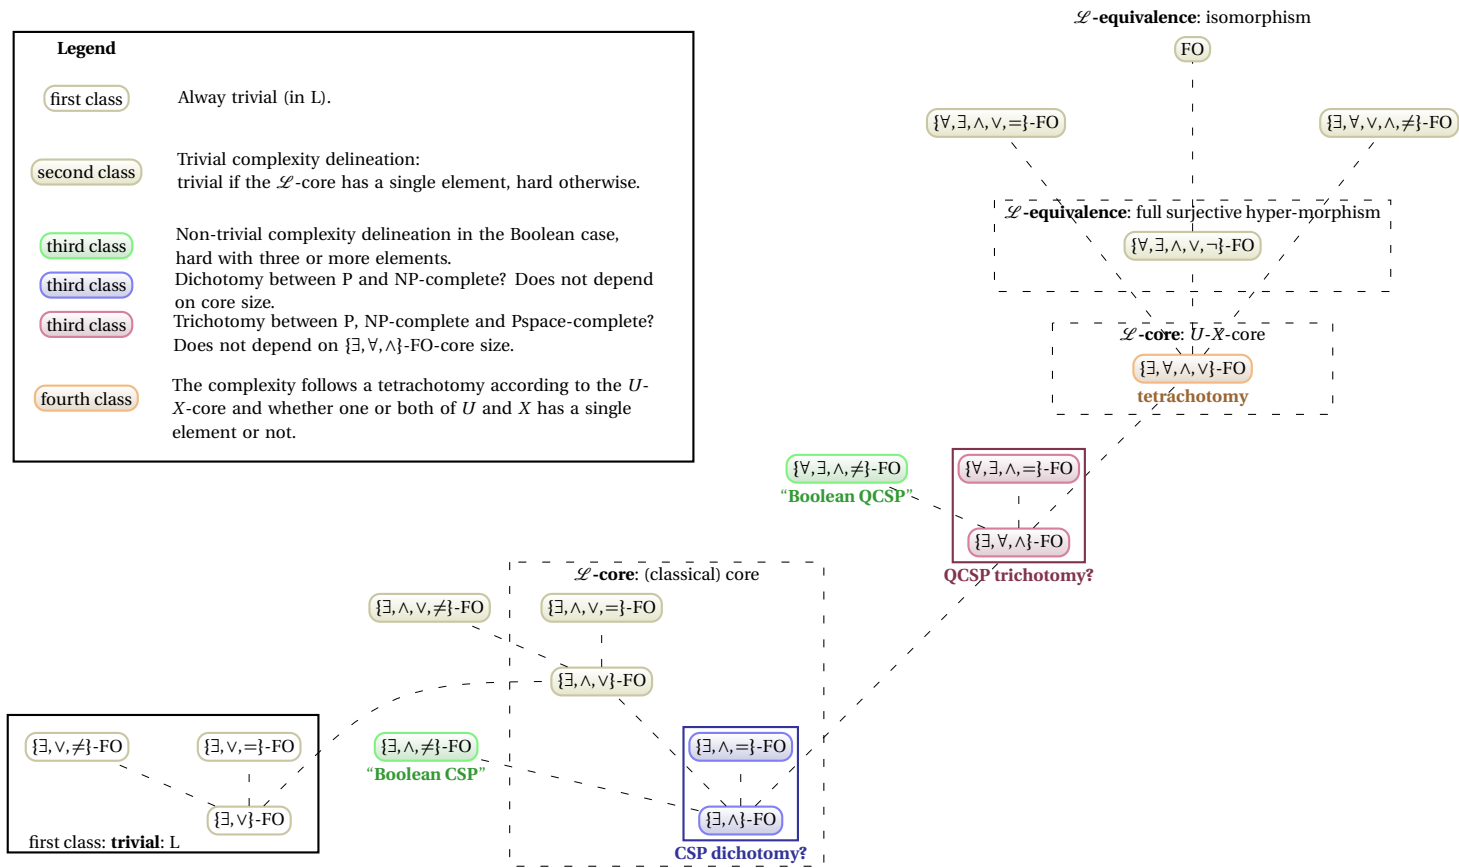 ℒ-equivalence: isomorphism
FO
Legend
first class
Alway trivial (in L).
second class
Trivial complexity delineation:
trivial if the ℒ-core has a single element, hard otherwise.
third class
Non-trivial complexity delineation in the Boolean case,
hard with three or more elements.
third class
Dichotomy between P and NP-complete? Does not depend
on core size.
third class
Trichotomy between P, NP-complete and Pspace-complete?
Does not depend on {∃,∀,∧}-FO-core size.
fourth class
The complexity follows a tetrachotomy according to the U-
X-core and whether one or both of U and X has a single
element or not.
{∀,∃,∧,∨,=}-FO
{∃,∀,∨,∧,≠}-FO
ℒ-equivalence: full surjective hyper-morphism
{∀,∃,∧,∨,¬}-FO
ℒ-core: U-X-core
{∃,∀,∧,∨}-FO
tetrachotomy
{∀,∃,∧,≠}-FO
"Boolean QCSP"
{∀,∃,∧,=}-FO
{∃,∀,∧}-FO
QCSP trichotomy?
ℒ-core: (classical) core
{∃,∧,∨,≠}-FO
{∃,∧,∨,=}-FO
{∃,∧,∨}-FO
{∃,∨,≠}-FO
{∃,∨,=}-FO
{∃,∨}-FO
first class: trivial: L
{∃,∧,≠}-FO
"Boolean CSP"
{∃,∧,=}-FO
{∃,∧}-FO
CSP dichotomy?